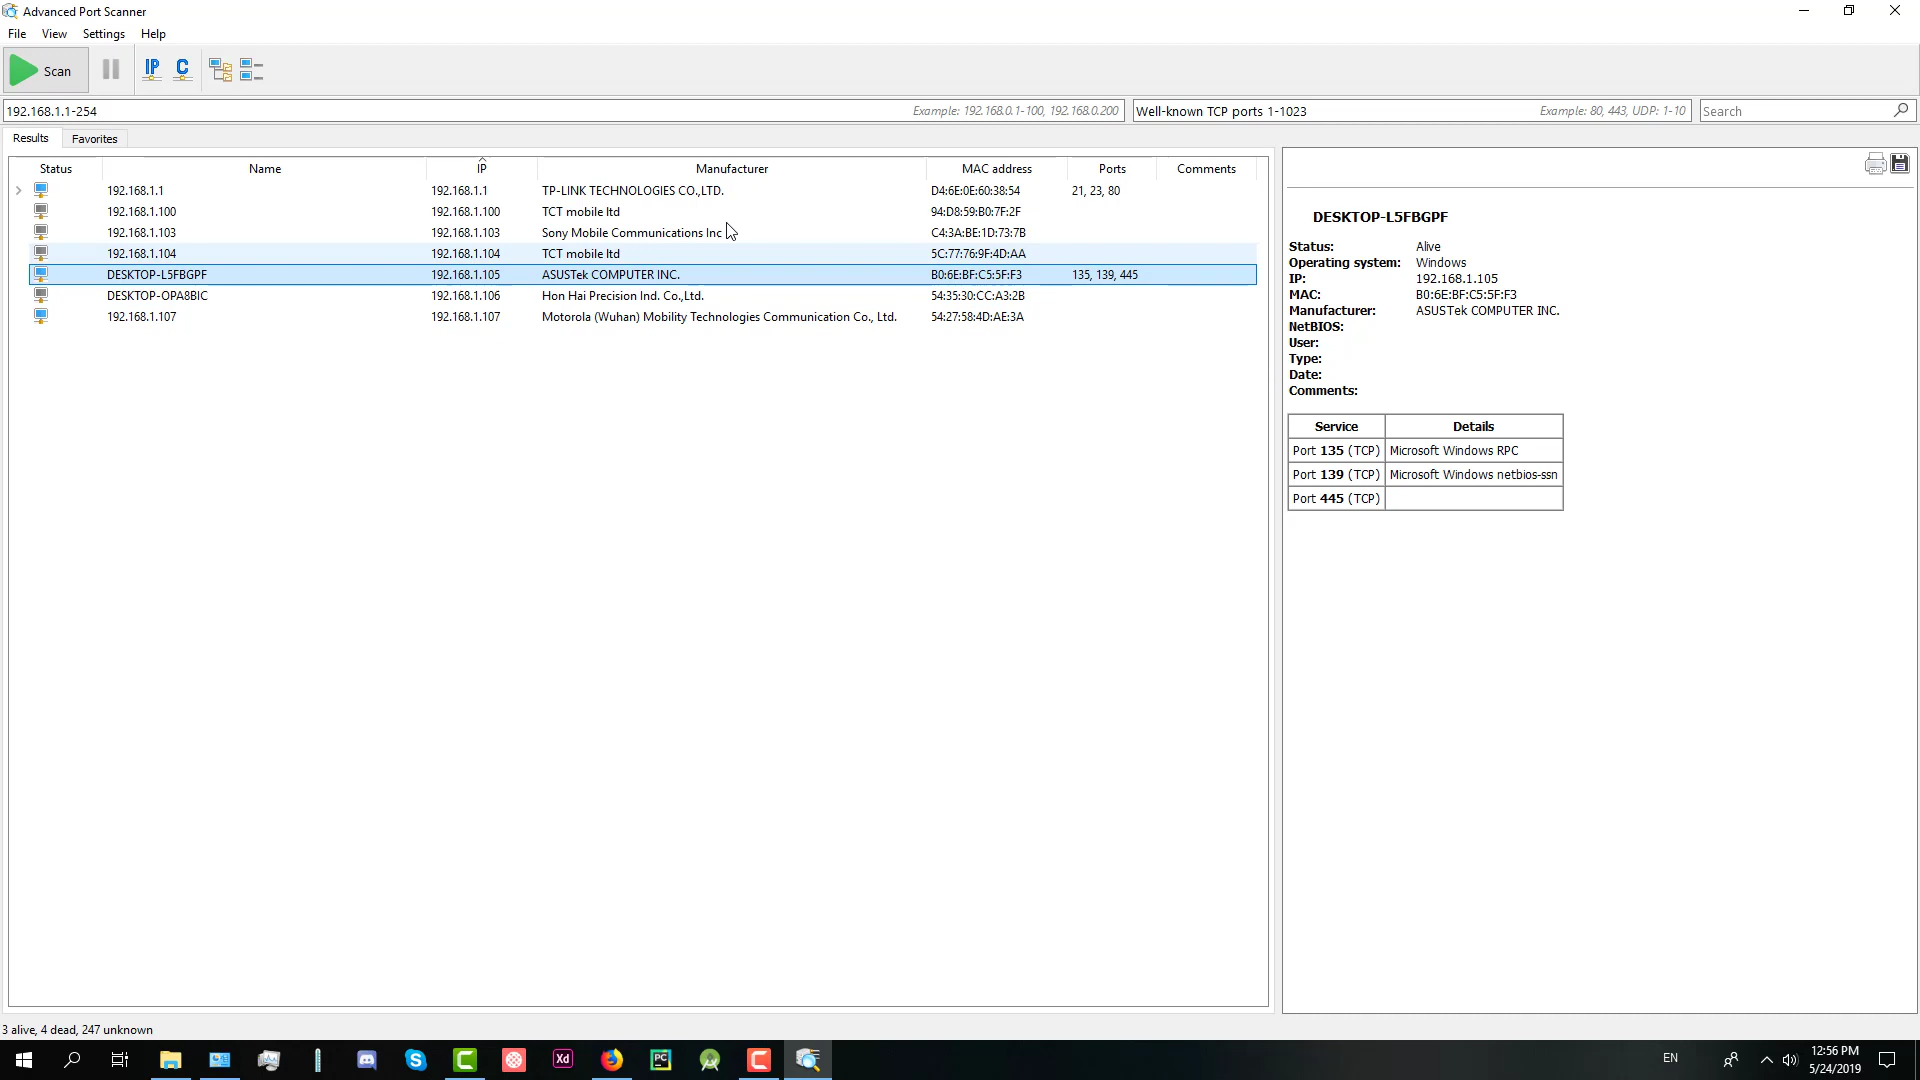 Advanced Port Scanner
File View Settings Help
Scan IP C
192.168.1.1-254 Example: 192.168.0.1-100, 192.168.0.200 Well-known TCP ports 1-1023 Example: 80, 443, UDP: 1-10 Search
Results Favorites
Status Name IP Manufacturer MAC address Ports Comments
192.168.1.1 192.168.1.1 TP-LINK TECHNOLOGIES CO.,LTD. D4:6E:0E:60:38:54 21, 23, 80
192.168.1.100 192.168.1.100 TCT mobile ltd 94:D8:59:B0:7F:2F
192.168.1.103 192.168.1.103 Sony Mobile Communications Inc C4:3A:BE:1D:73:7B
192.168.1.104 192.168.1.104 TCT mobile ltd 5C:77:76:9F:4D:AA
DESKTOP-L5FBGPF 192.168.1.105 ASUSTek COMPUTER INC. B0:6E:BF:C5:5F:F3 135, 139, 445
DESKTOP-OPA8BIC 192.168.1.106 Hon Hai Precision Ind. Co.,Ltd. 54:35:30:CC:A3:2B
192.168.1.107 192.168.1.107 Motorola (Wuhan) Mobility Technologies Communication Co., Ltd. 54:27:58:4D:AE:3A
DESKTOP-L5FBGPF
Status: Alive
Operating system: Windows
IP: 192.168.1.105
MAC: B0:6E:BF:C5:5F:F3
Manufacturer: ASUSTek COMPUTER INC.
NetBIOS:
User:
Type:
Date:
Comments:
Service Details
Port 135 (TCP) Microsoft Windows RPC
Port 139 (TCP) Microsoft Windows netbios-ssn
Port 445 (TCP)
3 alive, 4 dead, 247 unknown
Xd PC EN 12:56 PM
5/24/2019